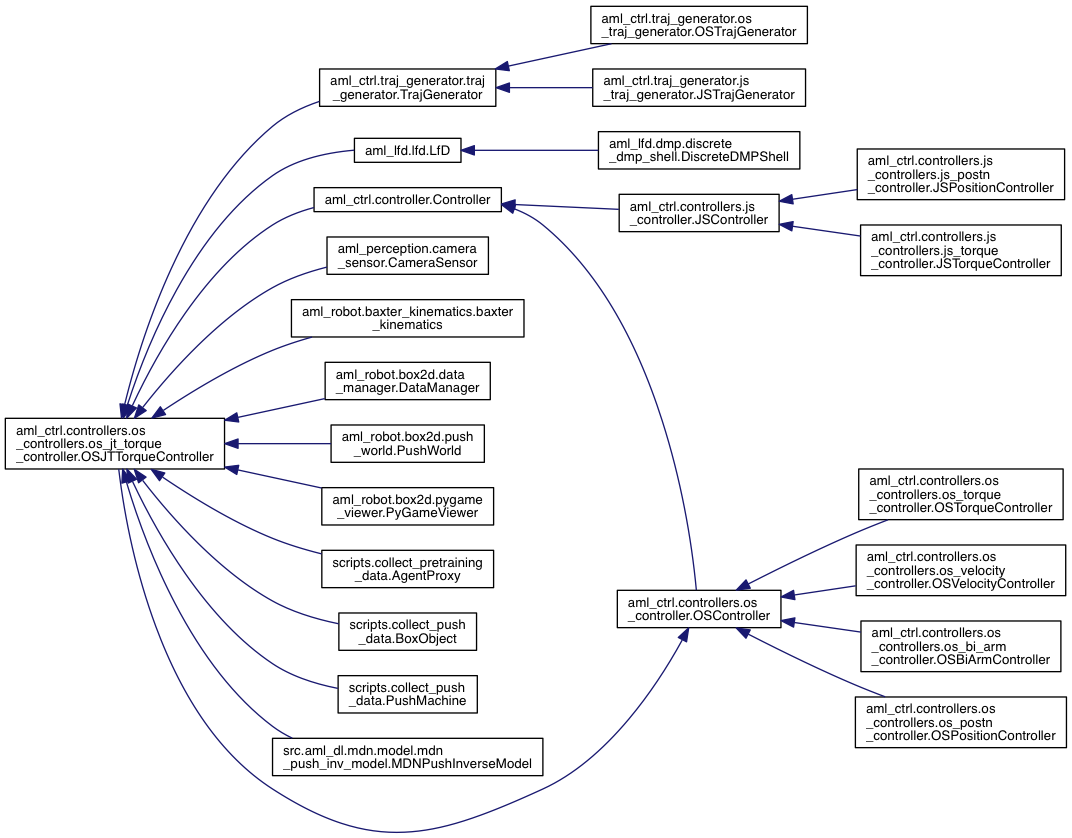 aml_ctrl.traj_generator.os
_traj_generator.OSTrajGenerator
aml_ctrl.traj_generator.traj
_generator.TrajGenerator
aml_ctrl.traj_generator.js
_traj_generator.JSTrajGenerator
aml_lfd.lfd.LfD
aml_lfd.dmp.discrete
_dmp_shell.DiscreteDMPShell
aml_ctrl.controller.Controller
aml_ctrl.controllers.js
_controller.JSController
aml_ctrl.controllers.js
_controllers.js_postn
_controller.JSPositionController
aml_ctrl.controllers.js
_controllers.js_torque
_controller.JSTorqueController
aml_perception.camera
_sensor.CameraSensor
aml_robot.baxter_kinematics.baxter
_kinematics
aml_robot.box2d.data
_manager.DataManager
aml_ctrl.controllers.os
_controllers.os_jt_torque
_controller.OSJTTorqueController
aml_robot.box2d.push
_world.PushWorld
aml_robot.box2d.pygame
_viewer.PyGameViewer
scripts.collect_pretraining
_data.AgentProxy
scripts.collect_push
_data.BoxObject
scripts.collect_push
_data.PushMachine
src.aml_dl.mdn.model.mdn
_push_inv_model.MDNPushInverseModel
aml_ctrl.controllers.os
_controller.OSController
aml_ctrl.controllers.os
_controllers.os_torque
_controller.OSTorqueController
aml_ctrl.controllers.os
_controllers.os_velocity
_controller.OSVelocityController
aml_ctrl.controllers.os
_controllers.os_bi_arm
_controller.OSBiArmController
aml_ctrl.controllers.os
_controllers.os_postn
_controller.OSPositionController